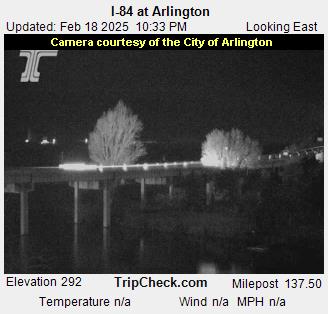 I-84 at Arlington
Updated: Feb 18 2025 10:33 PM Looking East
Camera courtesy of the City of Arlington
Elevation 292 TripCheck.com Milepost 137.50
Temperature n/a Wind n/a MPH n/a